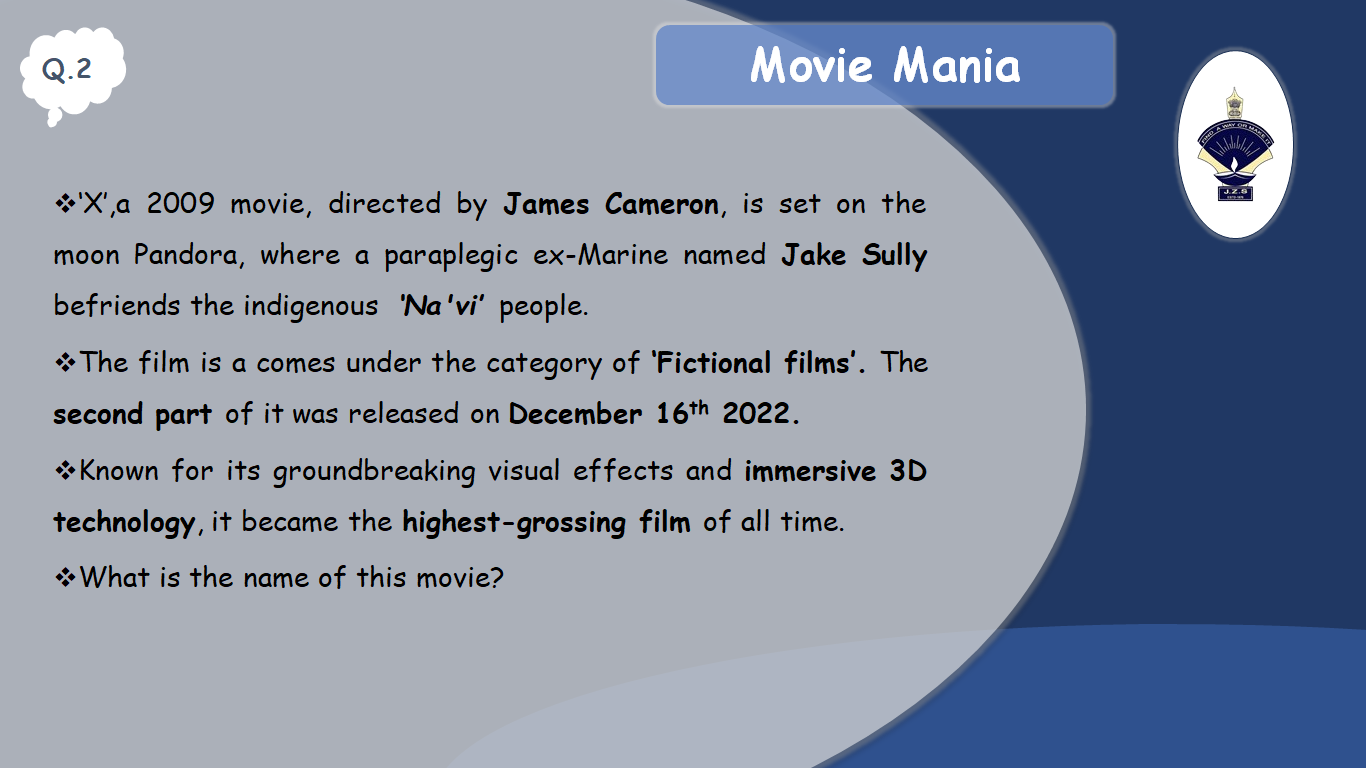 Q.2
Movie Mania
FIND A WAY OR MAKE IT
J.Z.S
❖‘X’,a 2009 movie, directed by James Cameron, is set on the
moon Pandora, where a paraplegic ex-Marine named Jake Sully
befriends the indigenous ‘Na'vi’ people.
❖The film is a comes under the category of ‘Fictional films’. The
second part of it was released on December 16th 2022.
❖Known for its groundbreaking visual effects and immersive 3D
technology, it became the highest-grossing film of all time.
❖What is the name of this movie?